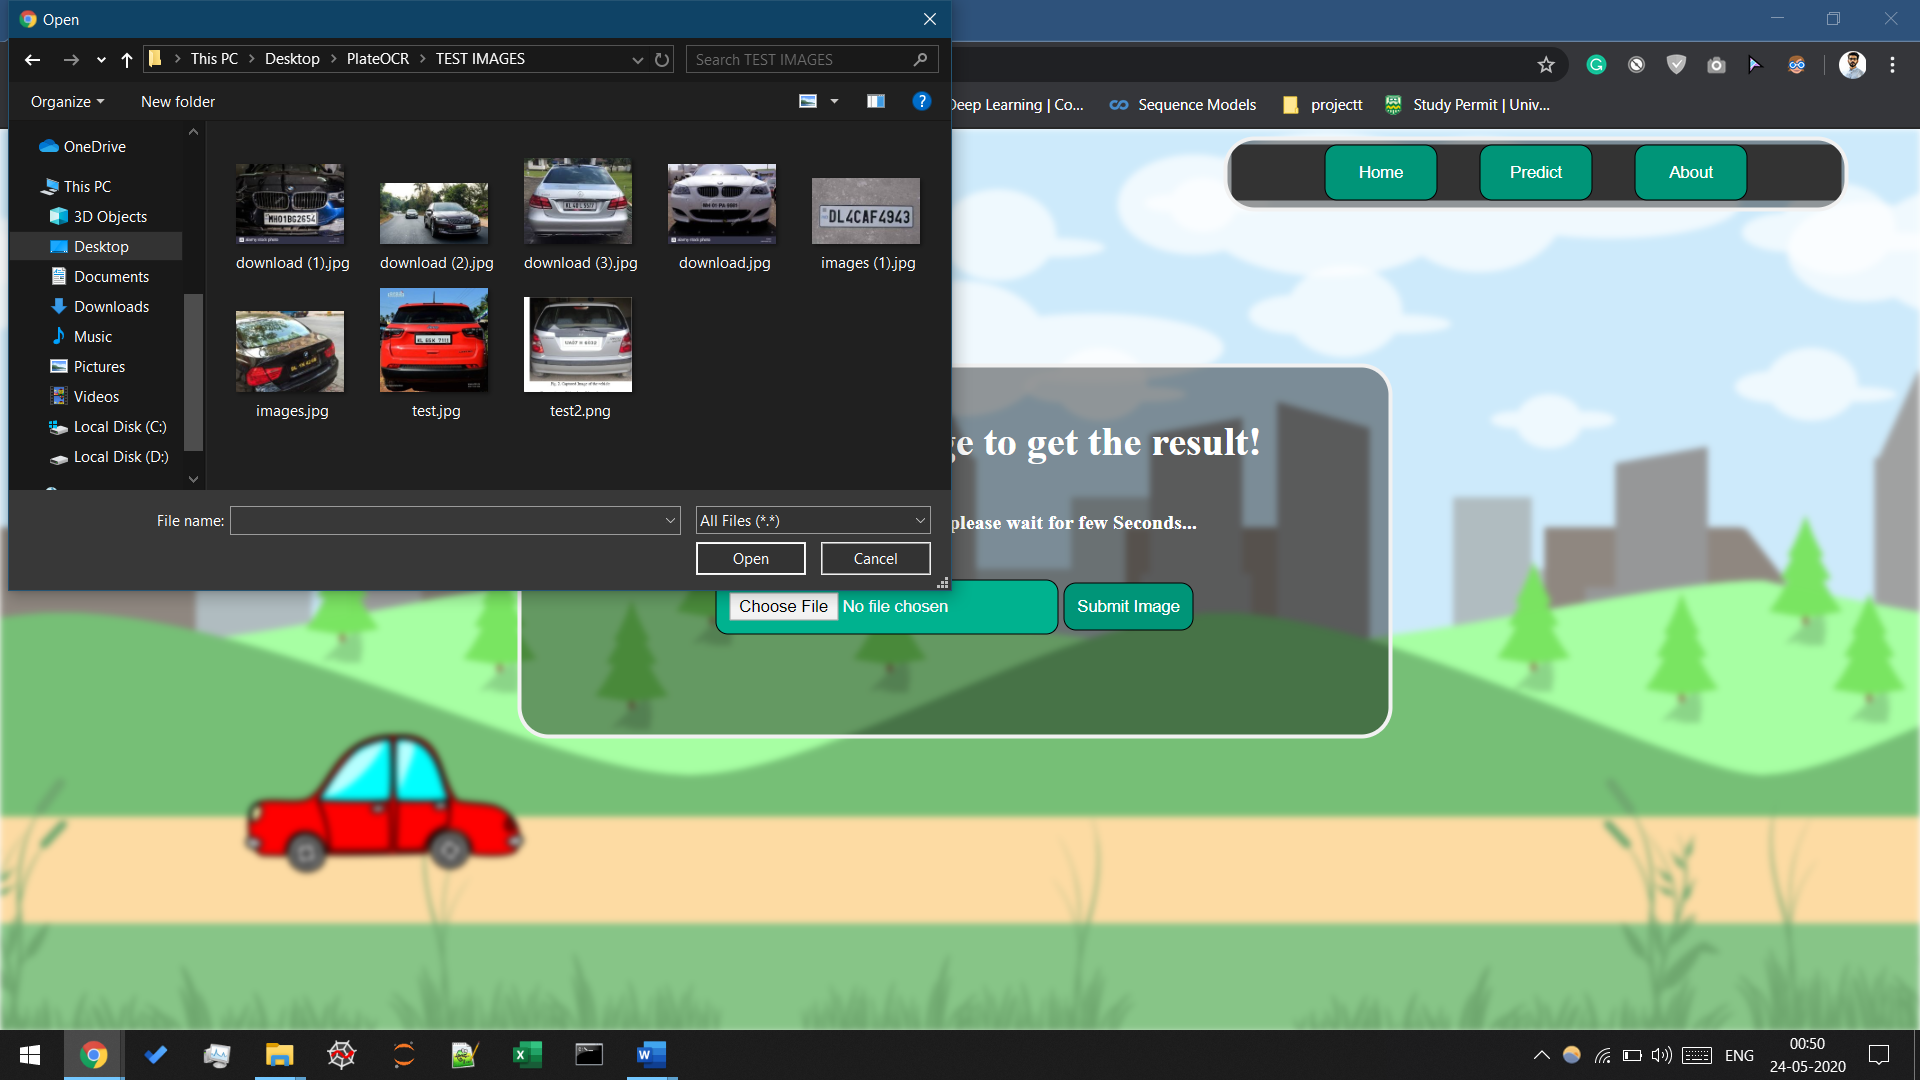 Open
This PC
Desktop
PlateOCR
TEST IMAGES
Search TEST IMAGES
Organize
New folder
Deep Learning | Co...
Sequence Models
projectt
Study Permit | Univ...
OneDrive
This PC
3D Objects
Desktop
Documents
Downloads
Music
Pictures
Videos
Local Disk (C:)
Local Disk (D:)
MH01BG2654
DL4CAF4943
download (1).jpg
download (2).jpg
download (3).jpg
download.jpg
images (1).jpg
images.jpg
test.jpg
test2.png
File name:
All Files (*.*)
Open
Cancel
Home
Predict
About
to get the result!
please wait for few Seconds...
Choose File
No file chosen
Submit Image
ENG
00:50
24-05-2020